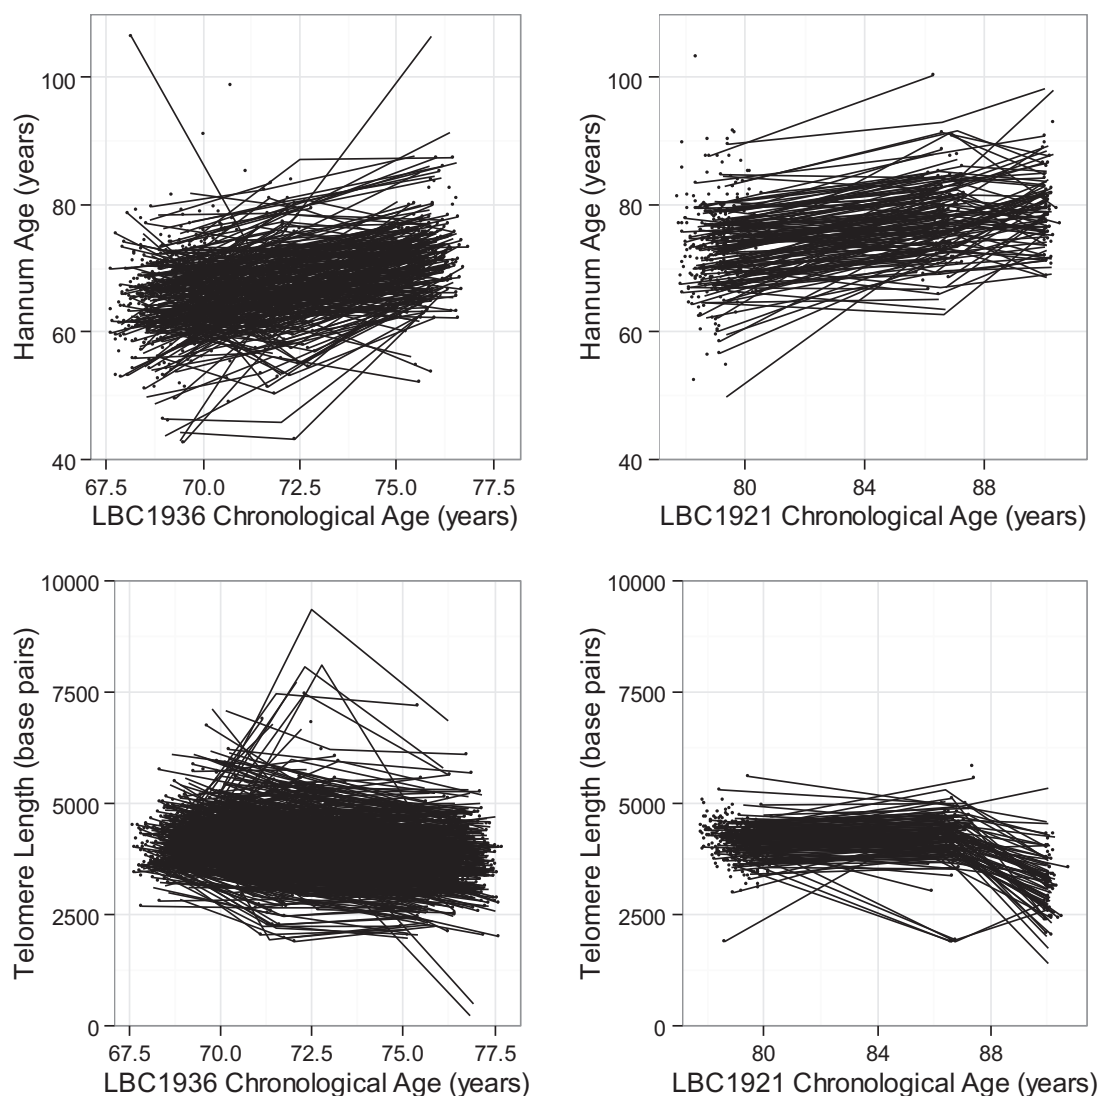 100
80
60
40
Hannum Age (years)
67.5 70.0 72.5 75.0 77.5
LBC1936 Chronological Age (years)
100
80
60
40
Hannum Age (years)
80 84 88
LBC1921 Chronological Age (years)
10000
7500
5000
2500
0
Telomere Length (base pairs)
67.5 70.0 72.5 75.0 77.5
LBC1936 Chronological Age (years)
10000
7500
5000
2500
0
Telomere Length (base pairs)
80 84 88
LBC1921 Chronological Age (years)